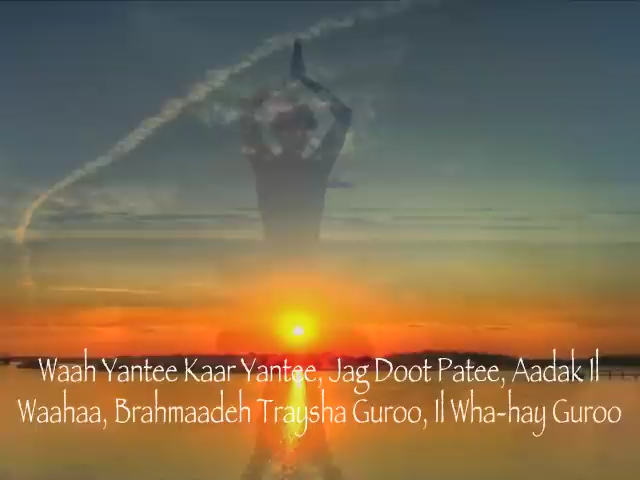 Waah Yantee Kaar Yantee, Jag Doot Patee, Aadak Il
Waahaa, Brahmaadeh Traysha Guroo, Il Wha-hay Guroo